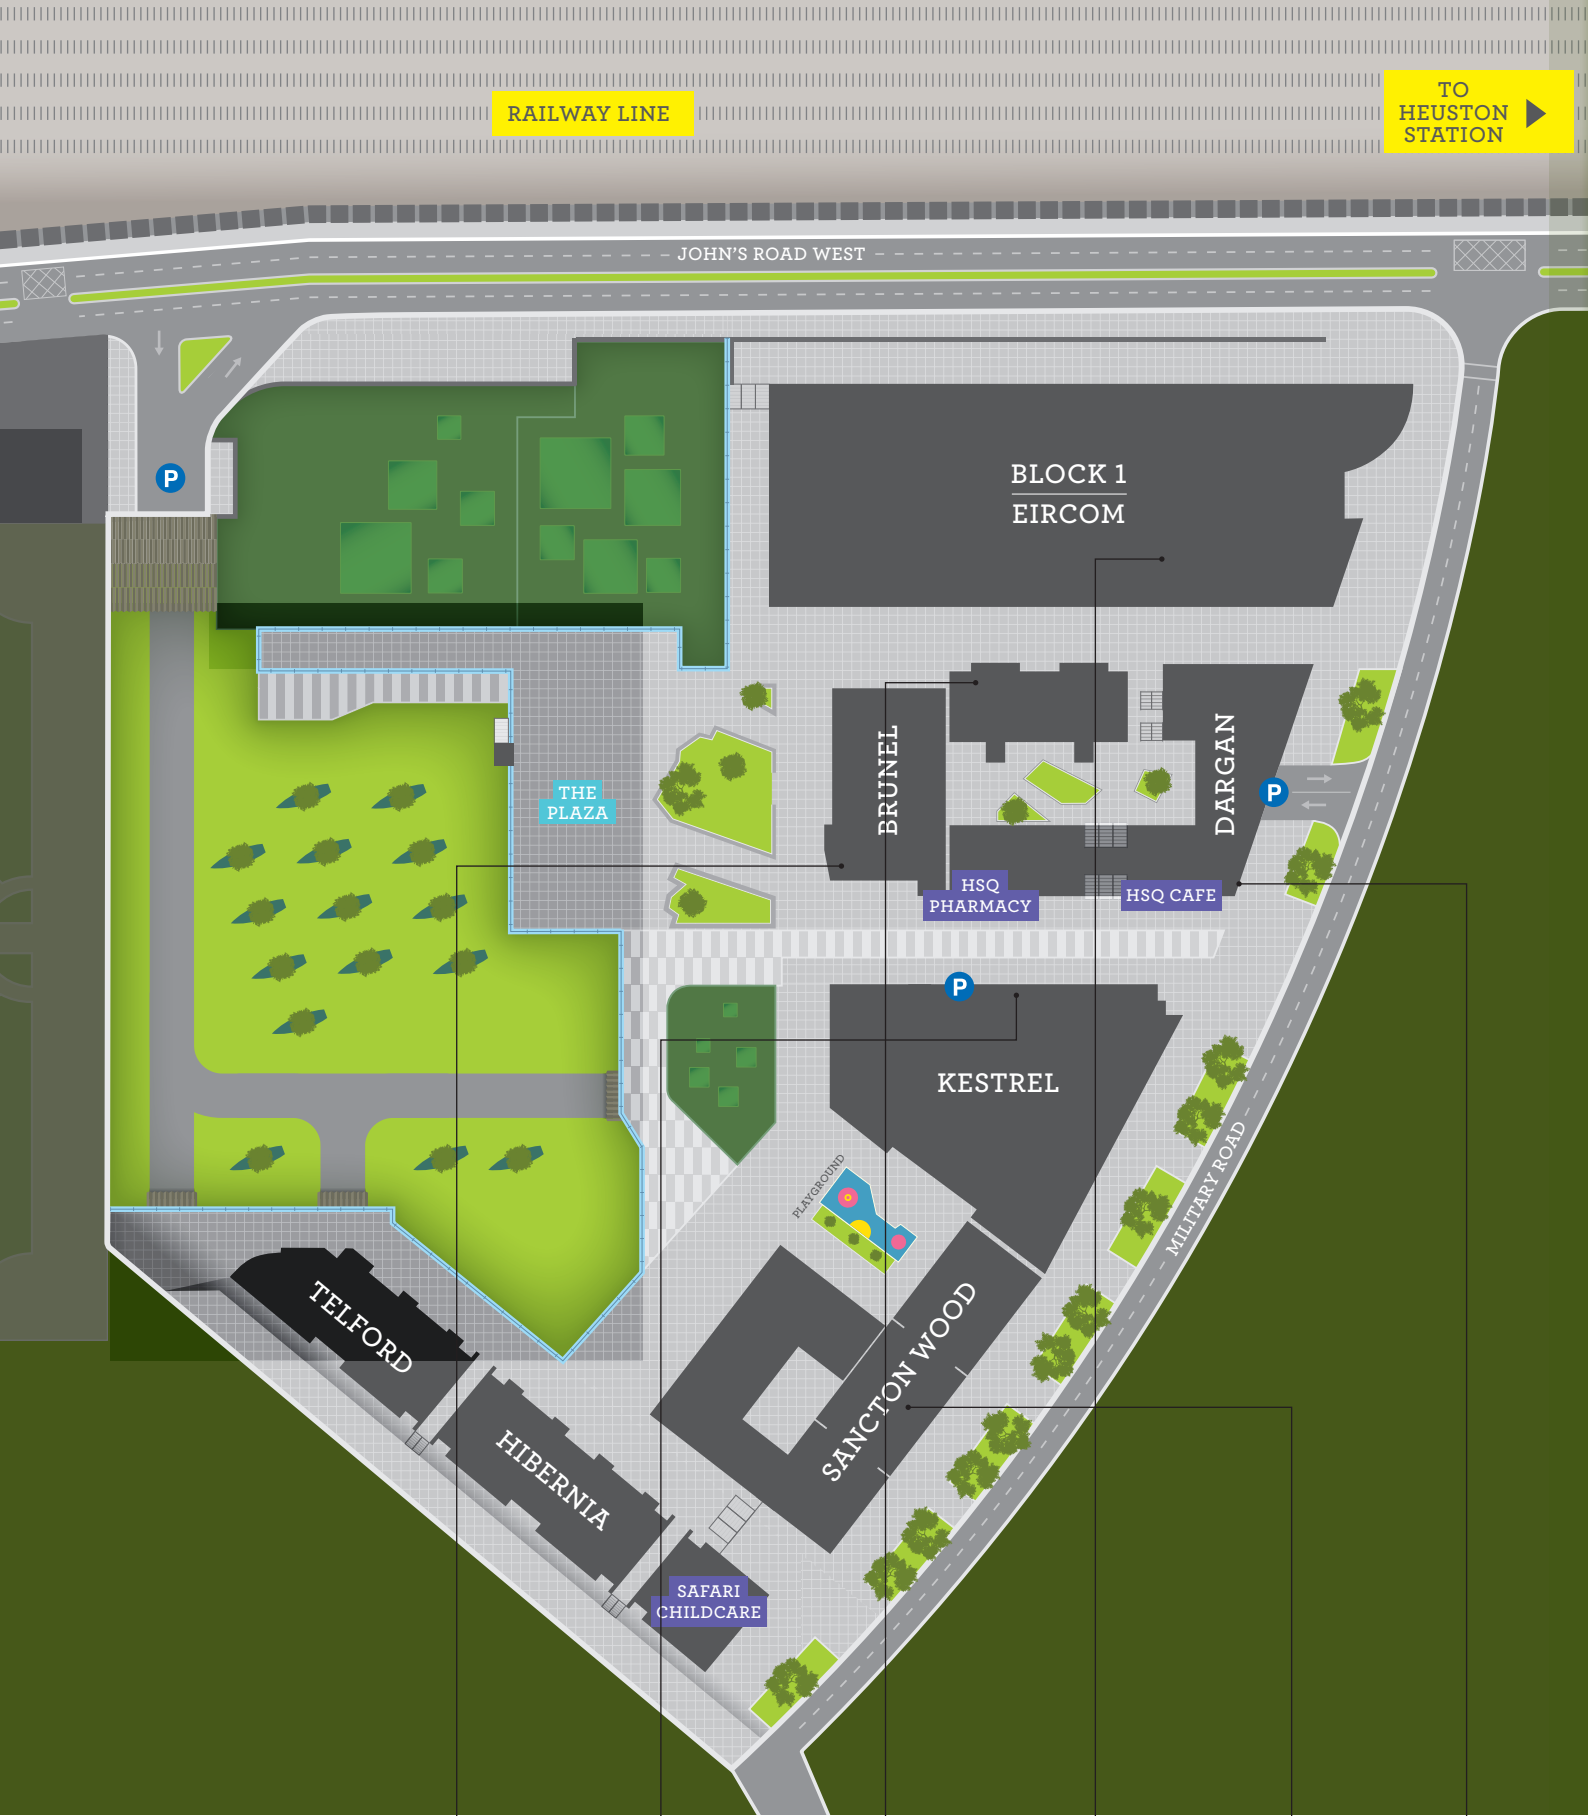 RAILWAY LINE
TO
HEUSTON
STATION
JOHN'S ROAD WEST
P
BLOCK 1
EIRCOM
BRUNEL
DARGAN
THE
PLAZA
P
HSQ
PHARMACY
HSQ CAFE
P
KESTREL
PLAYGROUND
MILITARY ROAD
TELFORD
SANCTON WOOD
HIBERNIA
SAFARI
CHILDCARE